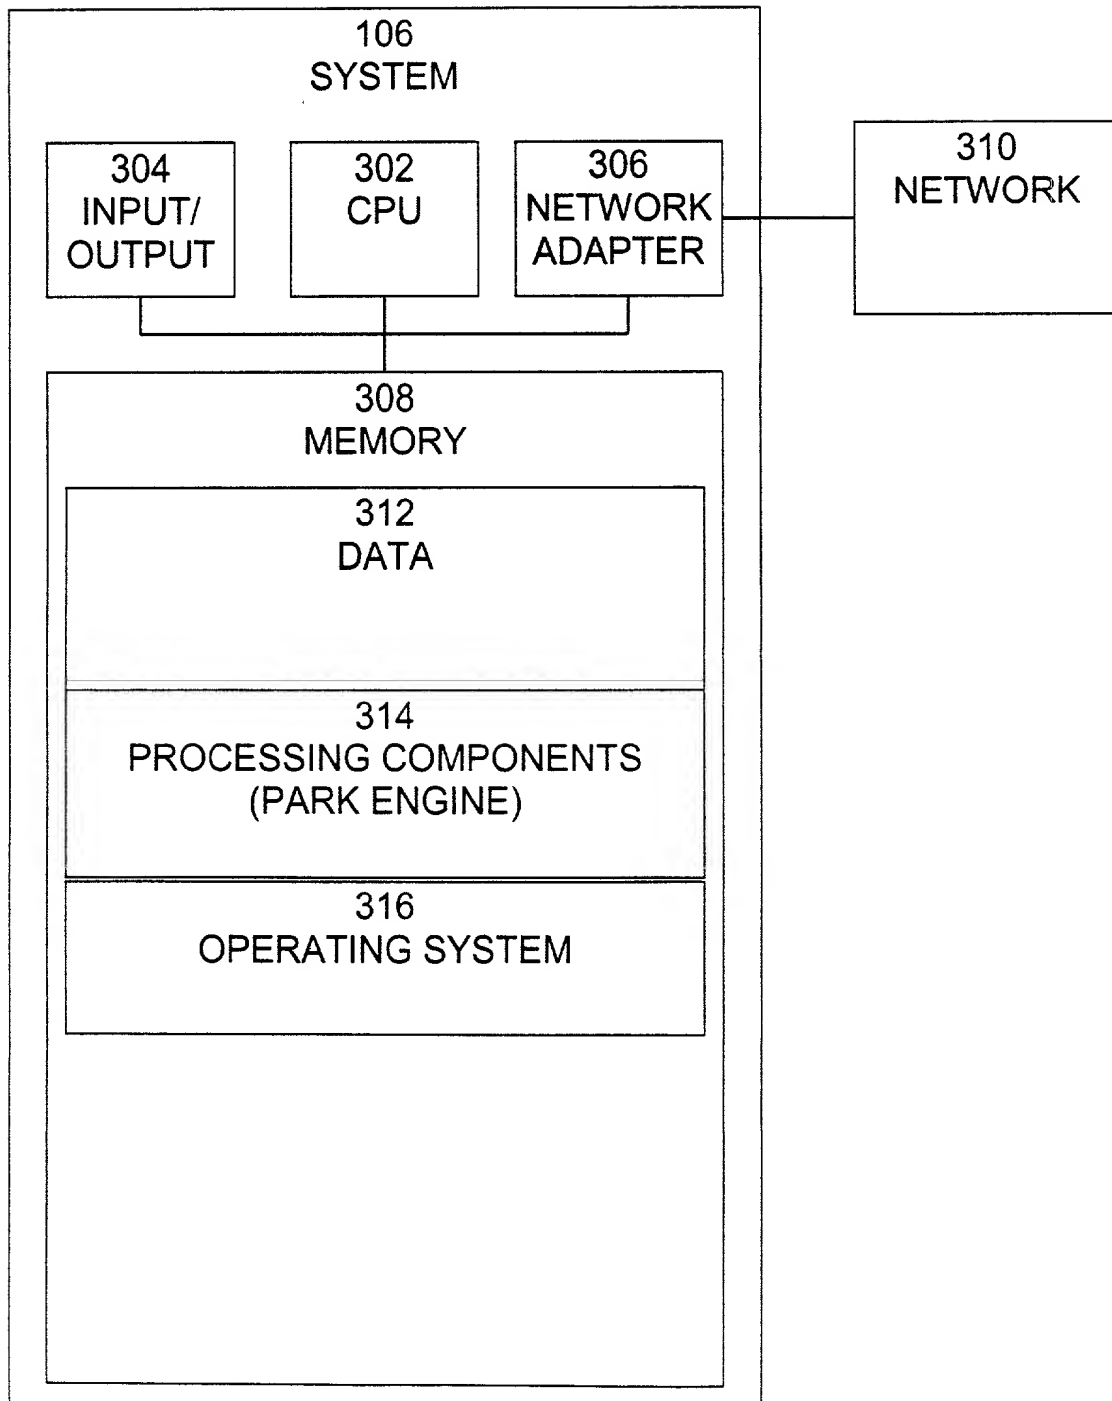 106
SYSTEM
304
INPUT/
OUTPUT
302
CPU
306
NETWORK
ADAPTER
310
NETWORK
308
MEMORY
312
DATA
314
PROCESSING COMPONENTS
(PARK ENGINE)
316
OPERATING SYSTEM